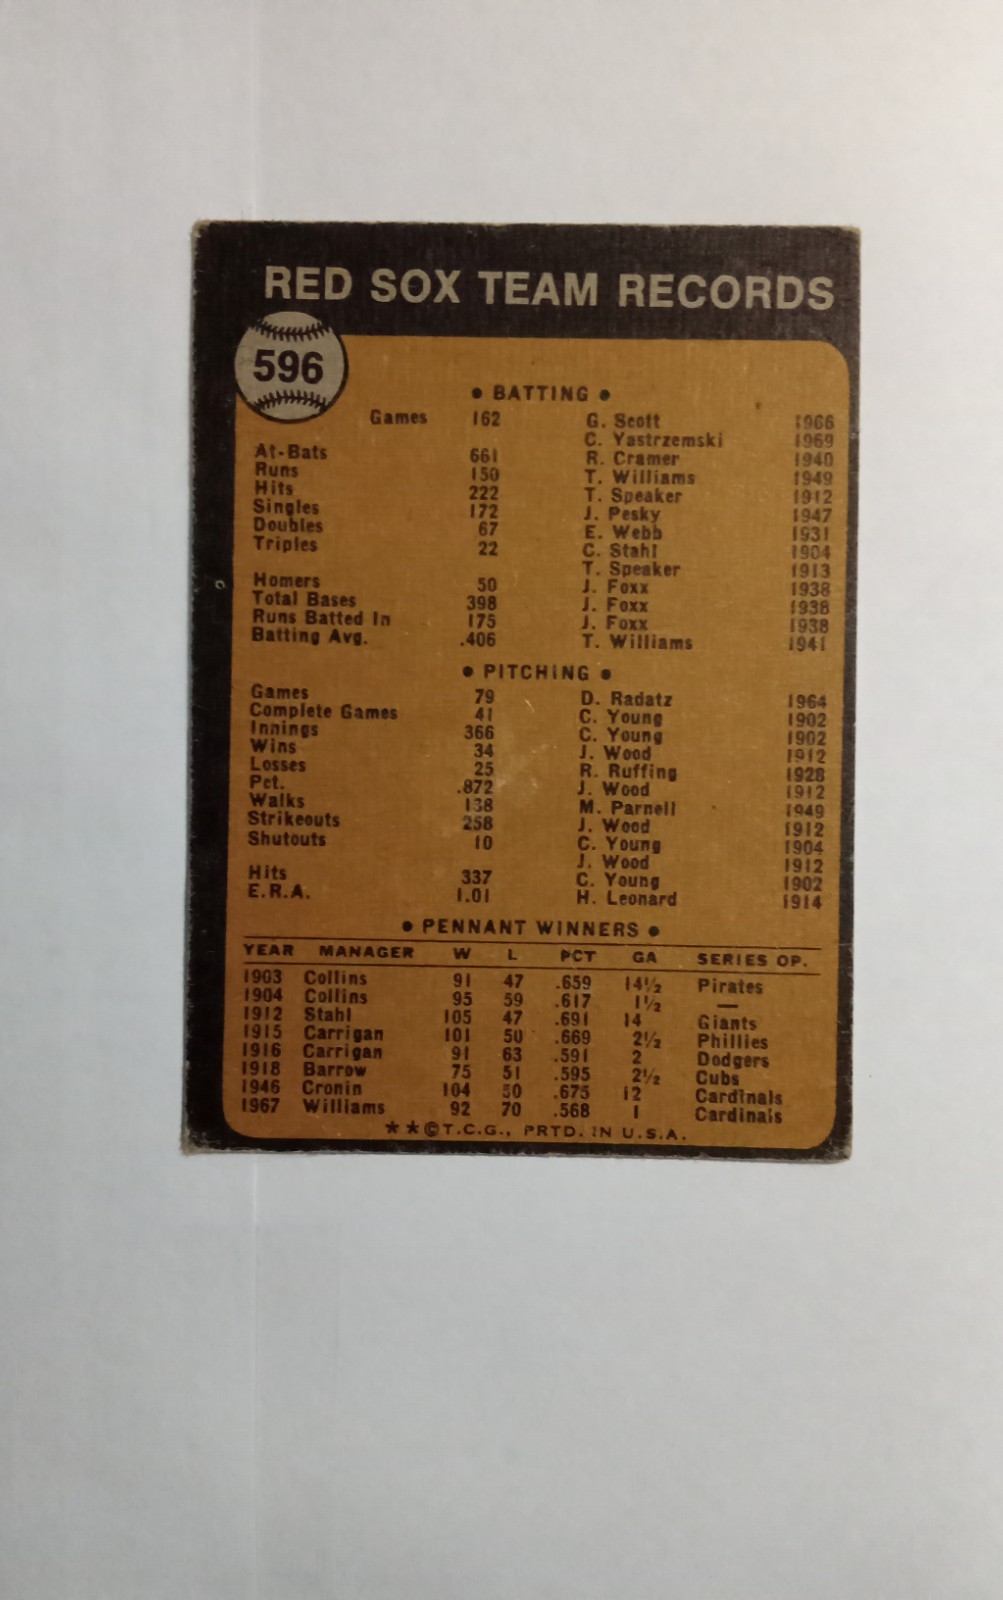 RED SOX TEAM RECORDS
596
• BATTING •
Games 162 G. Scott 1966
C. Yastrzemski 1969
At-Bats 661 R. Cramer 1940
Runs 150 T. Williams 1949
Hits 222 T. Speaker 1912
Singles 172 J. Pesky 1947
Doubles 67 E. Webb 1931
Triples 22 C. Stahl 1904
T. Speaker 1913
Homers 50 J. Foxx 1938
Total Bases 398 J. Foxx 1938
Runs Batted In 175 J. Foxx 1938
Batting Avg. .406 T. Williams 1941
• PITCHING •
Games 79 D. Radatz 1964
Complete Games 41 C. Young 1902
Innings 366 C. Young 1902
Wins 34 J. Wood 1912
Losses 25 R. Ruffing 1928
Pct. .872 J. Wood 1912
Walks 138 M. Parnell 1949
Strikeouts 258 J. Wood 1912
Shutouts 10 C. Young 1904
J. Wood 1912
Hits 337 C. Young 1902
E.R.A. 1.01 H. Leonard 1914
• PENNANT WINNERS •
YEAR MANAGER W L PCT GA SERIES OP.
1903 Collins 91 47 .659 14½ Pirates
1904 Collins 95 59 .617 1½ —
1912 Stahl 105 47 .691 14 Giants
1915 Carrigan 101 50 .669 2½ Phillies
1916 Carrigan 91 63 .591 2 Dodgers
1918 Barrow 75 51 .595 2½ Cubs
1946 Cronin 104 50 .675 12 Cardinals
1967 Williams 92 70 .568 1 Cardinals
★★©T.C.G., PRTD. IN U.S.A.